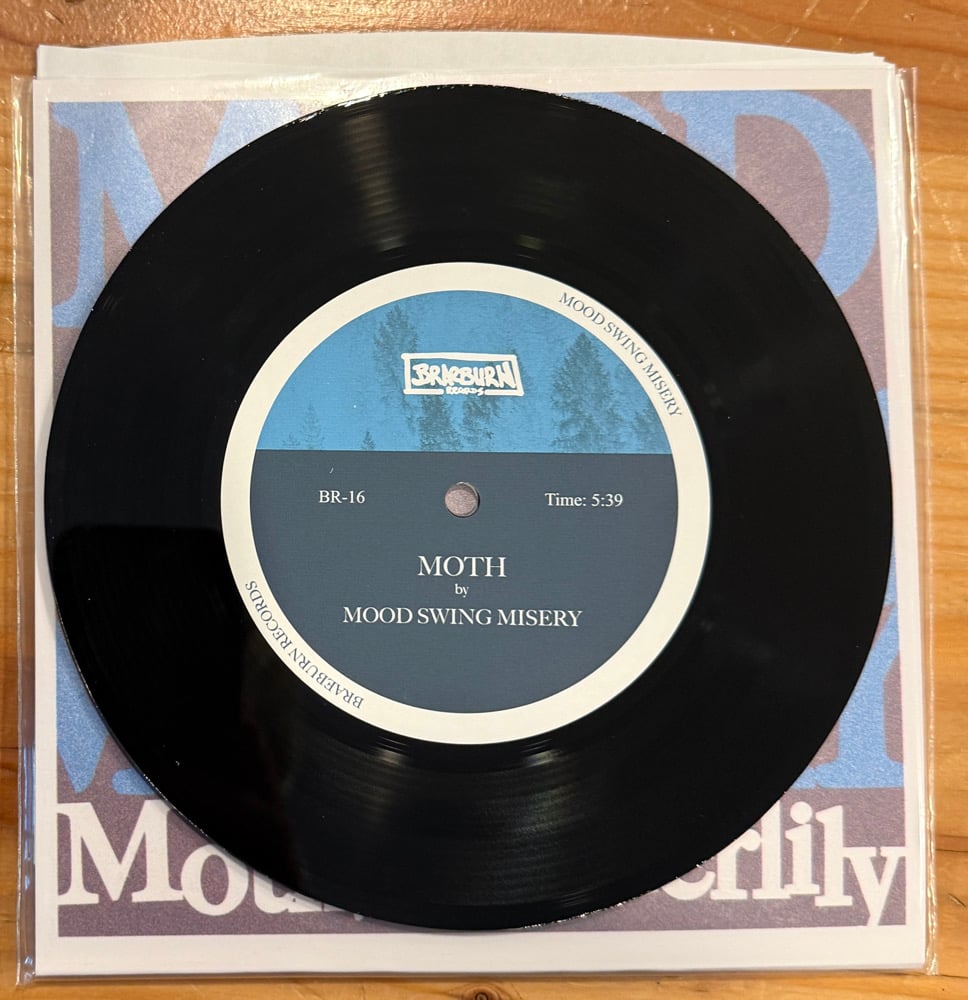 MOOD SWING MISERY
BRAEBURN
RECORDS
BR-16
Time: 5:39
MOTH
by
MOOD SWING MISERY
BRAEBURN RECORDS